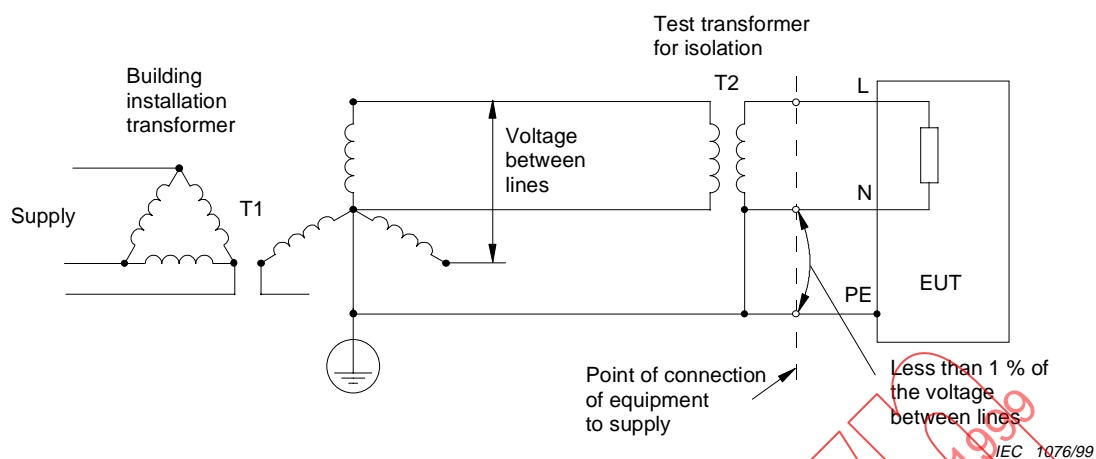 Test transformer
for isolation
Building
installation
transformer
T2
L
Voltage
between
lines
N
Supply
T1
PE
EUT
Point of connection
of equipment
to supply
Less than 1 % of
the voltage
between lines
1999
IEC 1076/99